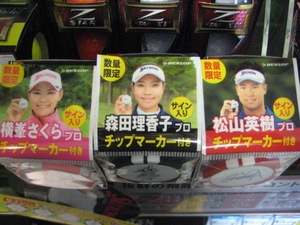 数量限定
DUNLOP
サイン入り
横峯さくらプロ
チップマーカー付き
数量限定
DUNLOP
サイン入り
森田理香子プロ
チップマーカー付き
数量限定
DUNLOP
サイン入り
松山英樹プロ
チップマーカー付き